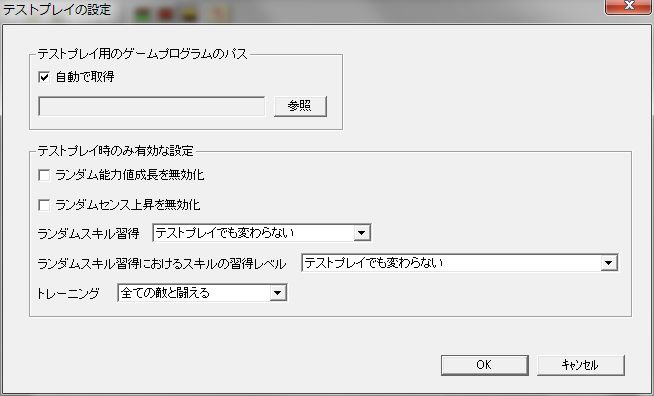 テストプレイの設定
テストプレイ用のゲームプログラムのパス
自動で取得
参照
テストプレイ時のみ有効な設定
ランダム能力値成長を無効化
ランダムセンス上昇を無効化
ランダムスキル習得 テストプレイでも変わらない
ランダムスキル習得におけるスキルの習得レベル テストプレイでも変わらない
トレーニング 全ての敵と闘える
OK キャンセル